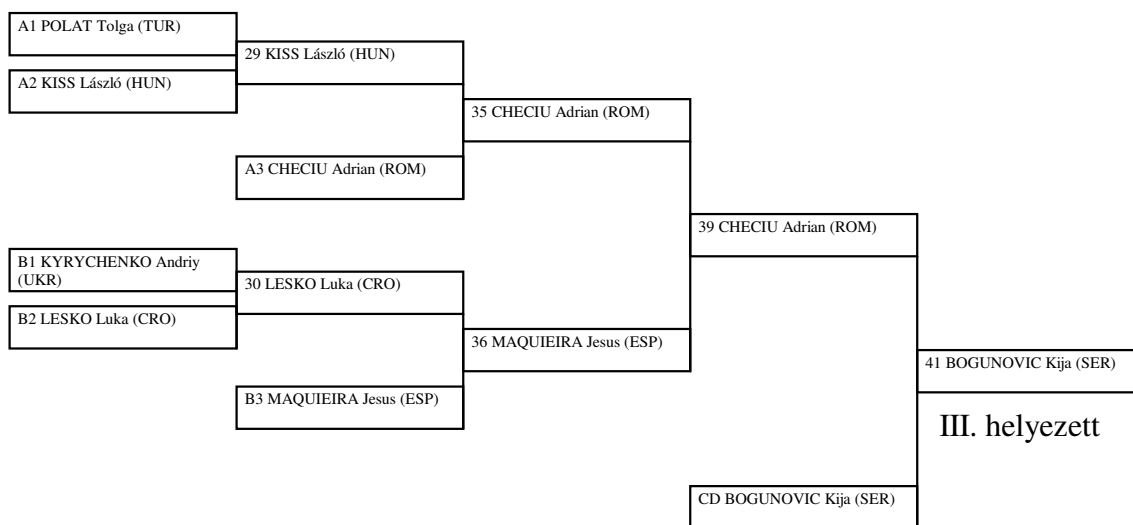 A1 POLAT Tolga (TUR)
29 KISS László (HUN)
A2 KISS László (HUN)
35 CHECIU Adrian (ROM)
A3 CHECIU Adrian (ROM)
39 CHECIU Adrian (ROM)
B1 KYRYCHENKO Andriy
(UKR)
30 LESKO Luka (CRO)
B2 LESKO Luka (CRO)
36 MAQUIEIRA Jesus (ESP)
41 BOGUNOVIC Kija (SER)
B3 MAQUIEIRA Jesus (ESP)
III. helyezett
CD BOGUNOVIC Kija (SER)